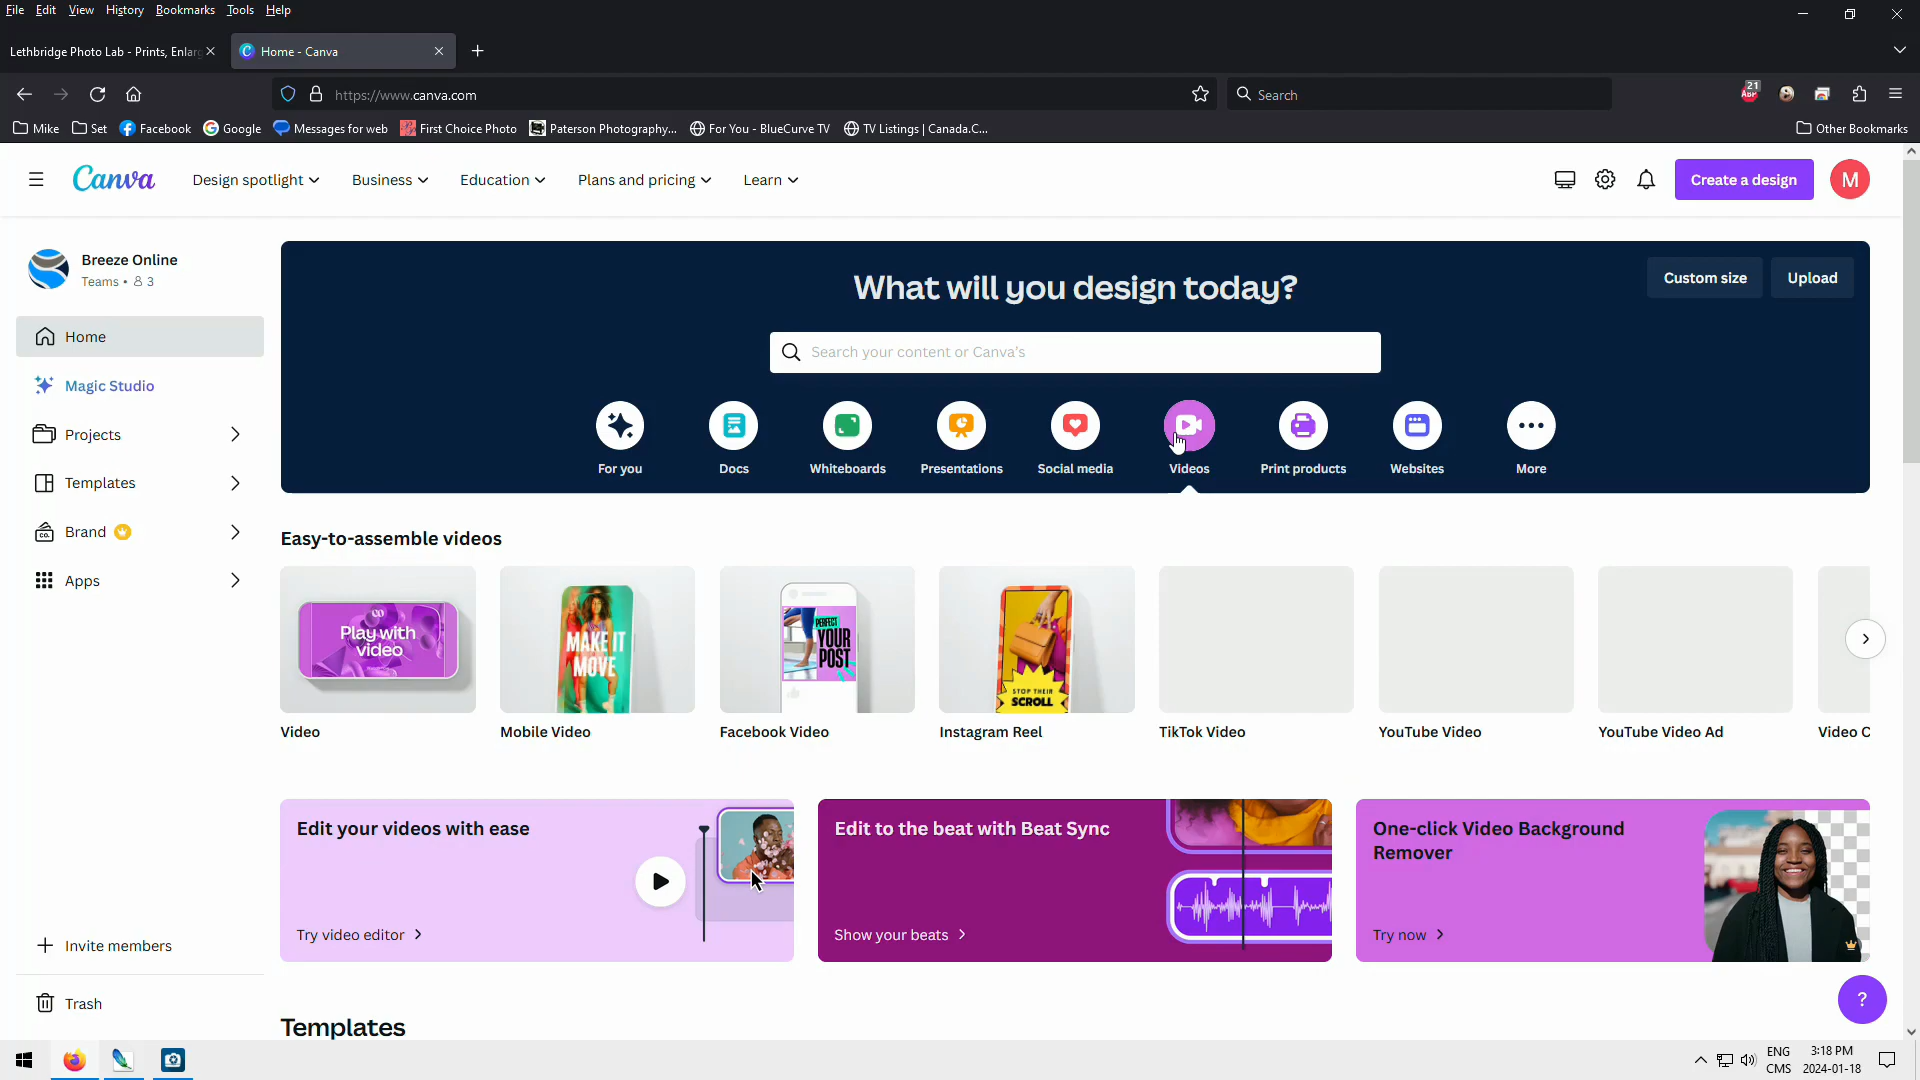 File Edit View History Bookmarks Tools Help
Lethbridge Photo Lab - Prints, Enlar
Home - Canva
https://www.canva.com
Search
21
ABP
Mike Set Facebook Google Messages for web First Choice Photo Paterson Photography... For You - BlueCurve TV TV Listings | Canada.C...
Other Bookmarks
Canva
Design spotlight Business Education Plans and pricing Learn
Create a design
M
Breeze Online
Teams • 3
Home
Magic Studio
Projects
Templates
Brand
Apps
Invite members
Trash
What will you design today?
Custom size Upload
Search your content or Canva's
For you Docs Whiteboards Presentations Social media Videos Print products Websites More
Easy-to-assemble videos
Play with
video
MAKE IT
MOVE
PERFECT
YOUR
POST
STOP THEIR
SCROLL
Video Mobile Video Facebook Video Instagram Reel TikTok Video YouTube Video YouTube Video Ad Video C
Edit your videos with ease
Try video editor
Edit to the beat with Beat Sync
Show your beats
One-click Video Background
Remover
Try now
?
Templates
ENG
CMS
3:18 PM
2024-01-18